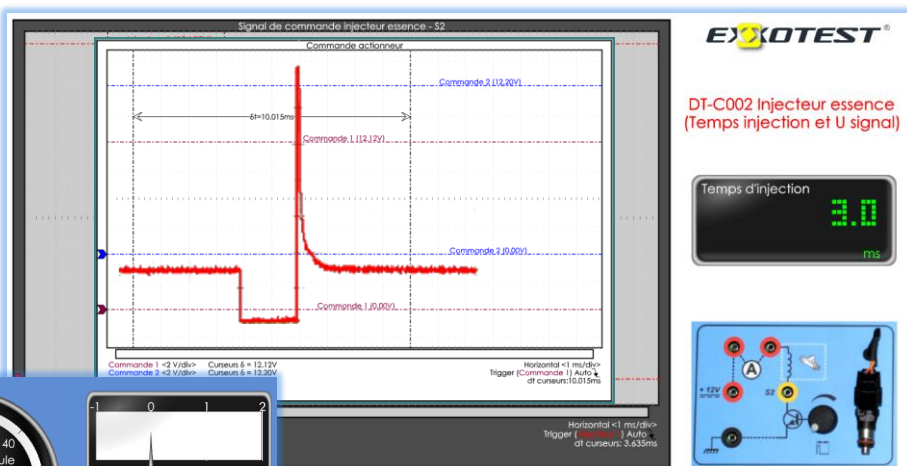 Signal de commande injecteur essence - S2
Commande actionneur
Commande 2 (12,20V)
δt=10,015ms
Commande 1 (12,12V)
Commande 2 (0,00V)
Commande 1 (0,00V)
Commande 1 <2 V/div> Curseurs δ = 12,12V
Commande 2 <2 V/div> Curseurs δ = 12,20V
Horizontal <1 ms/div>
Trigger (Commande 1) Auto
dt curseurs:10.015ms
Horizontal <1 ms/div>
Trigger ( ) Auto
dt curseurs: 3.635ms
40
-1 0 1 2
EXXOTEST®
DT-C002 Injecteur essence
(Temps injection et U signal)
Temps d'injection
3.0
ms
A
+ 12V
S2